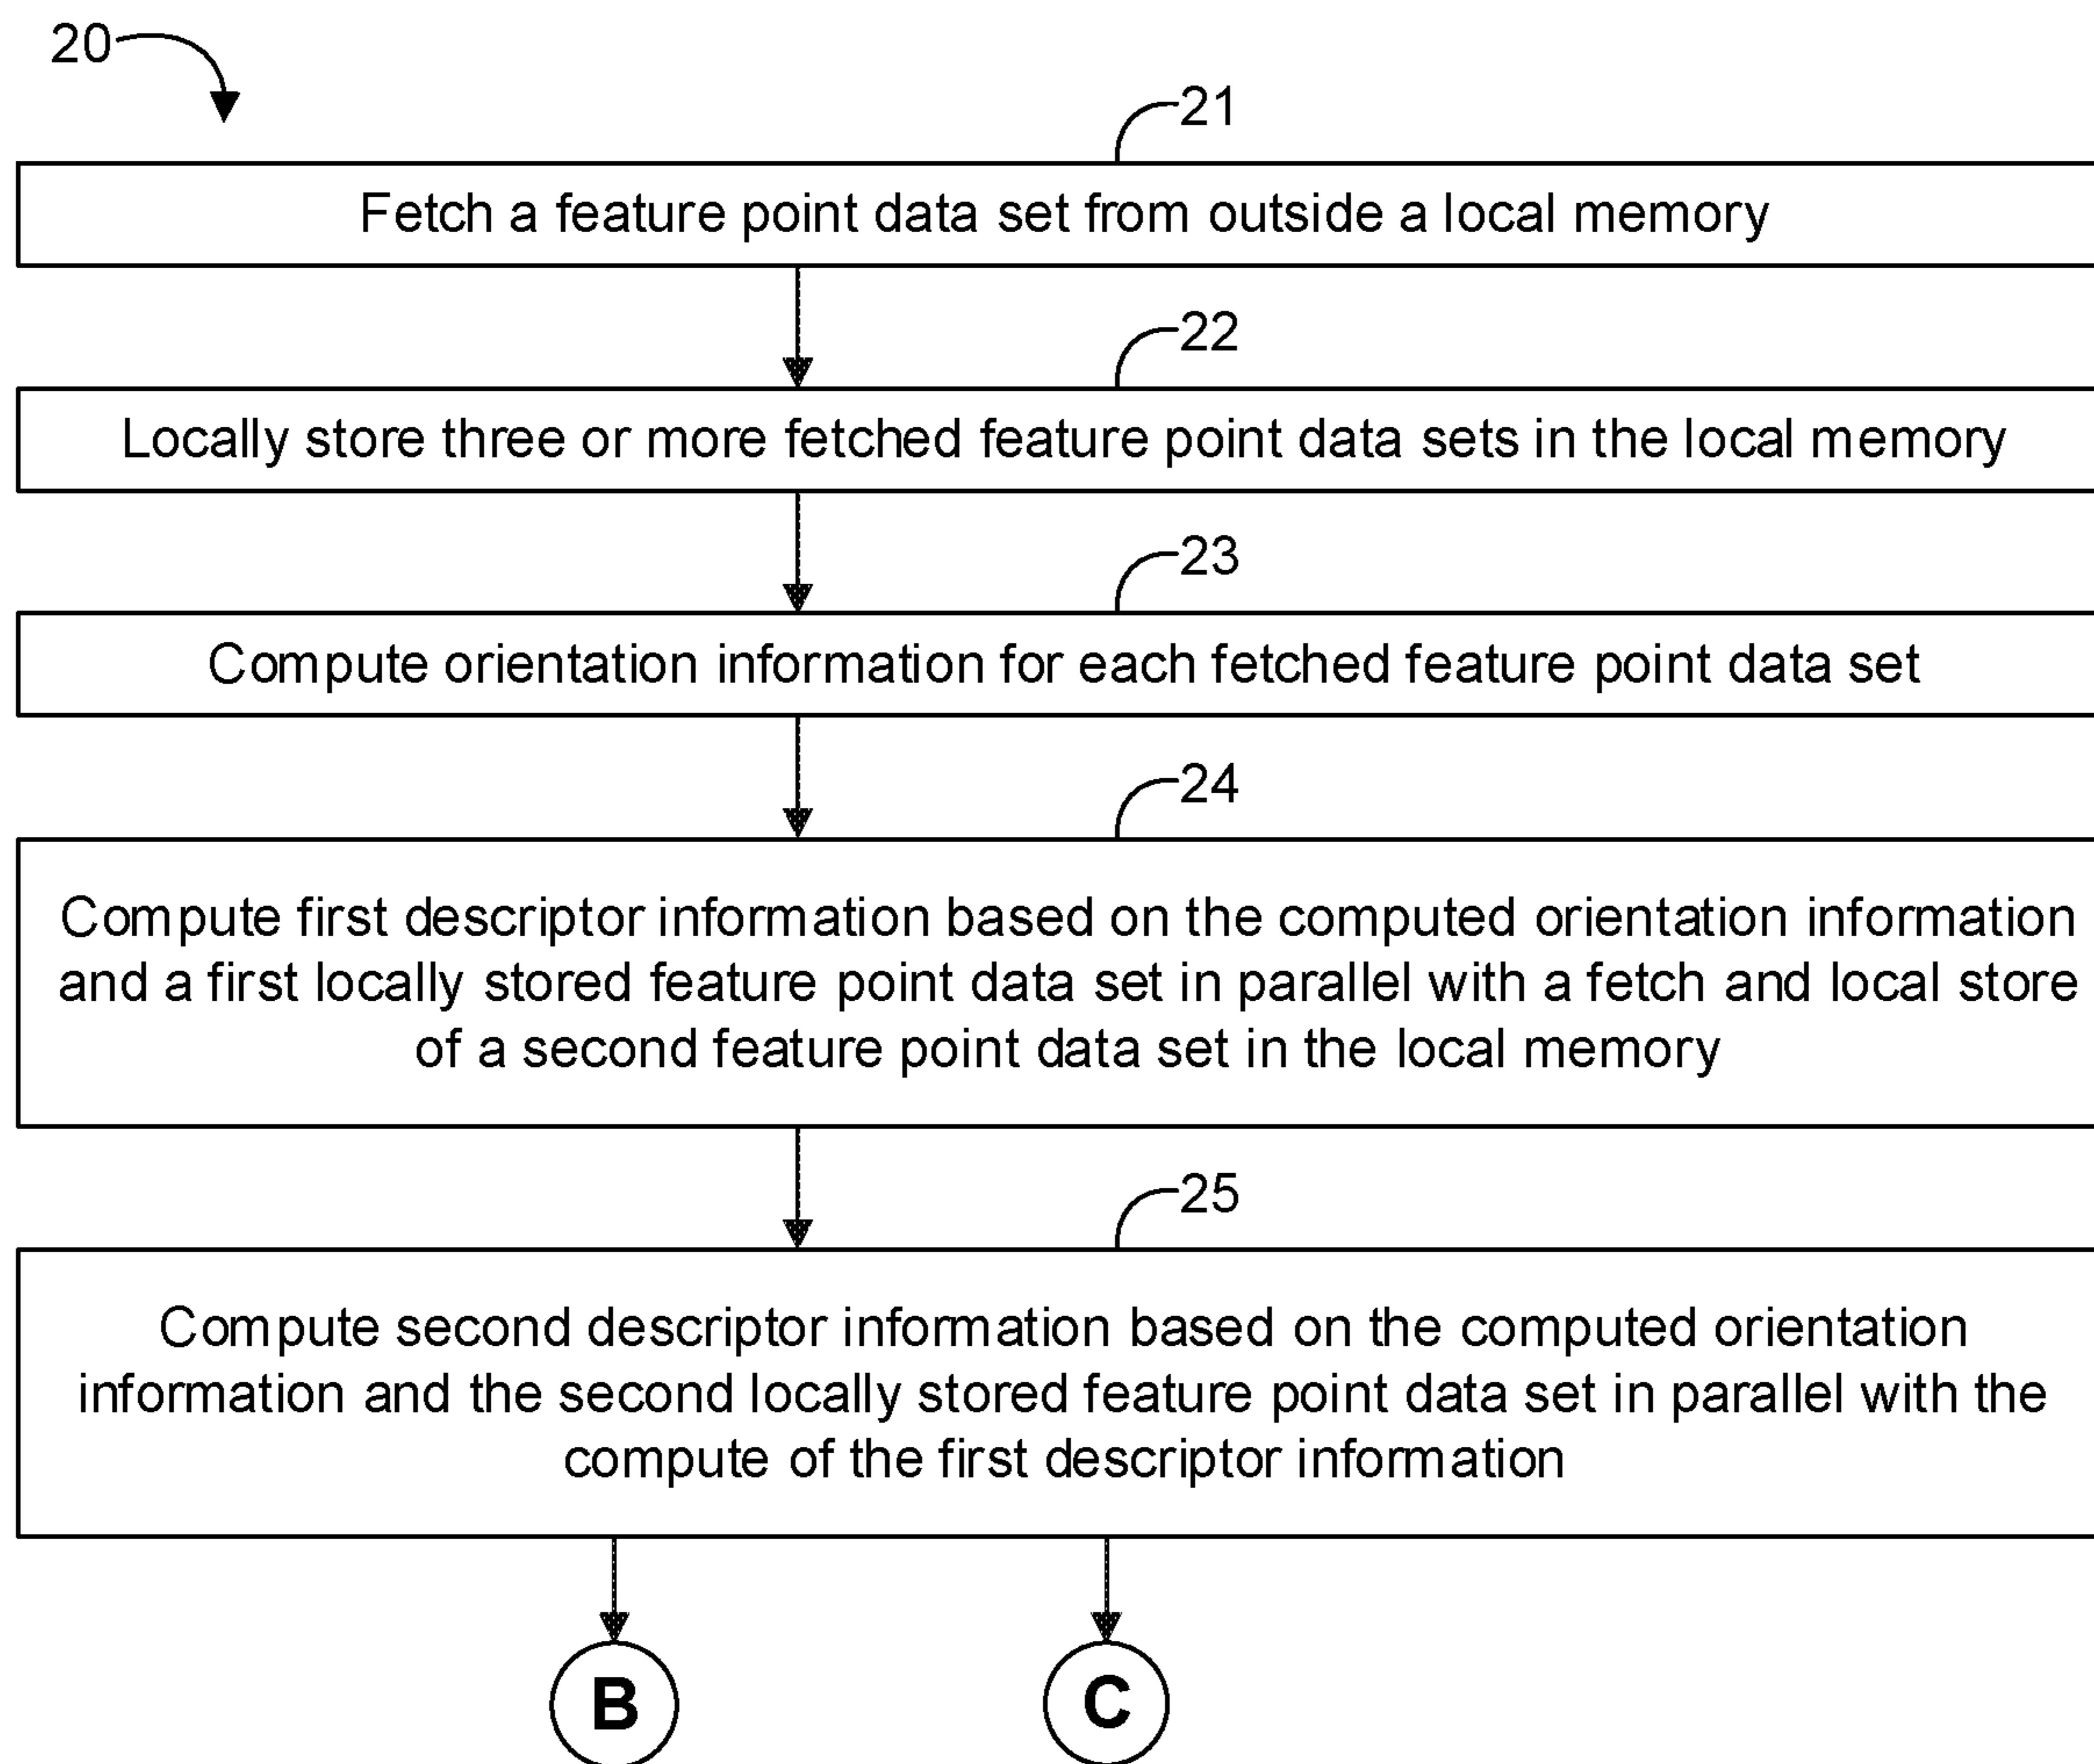 20
21
Fetch a feature point data set from outside a local memory
22
Locally store three or more fetched feature point data sets in the local memory
23
Compute orientation information for each fetched feature point data set
24
Compute first descriptor information based on the computed orientation information
and a first locally stored feature point data set in parallel with a fetch and local store
of a second feature point data set in the local memory
25
Compute second descriptor information based on the computed orientation
information and the second locally stored feature point data set in parallel with the
compute of the first descriptor information
B
C